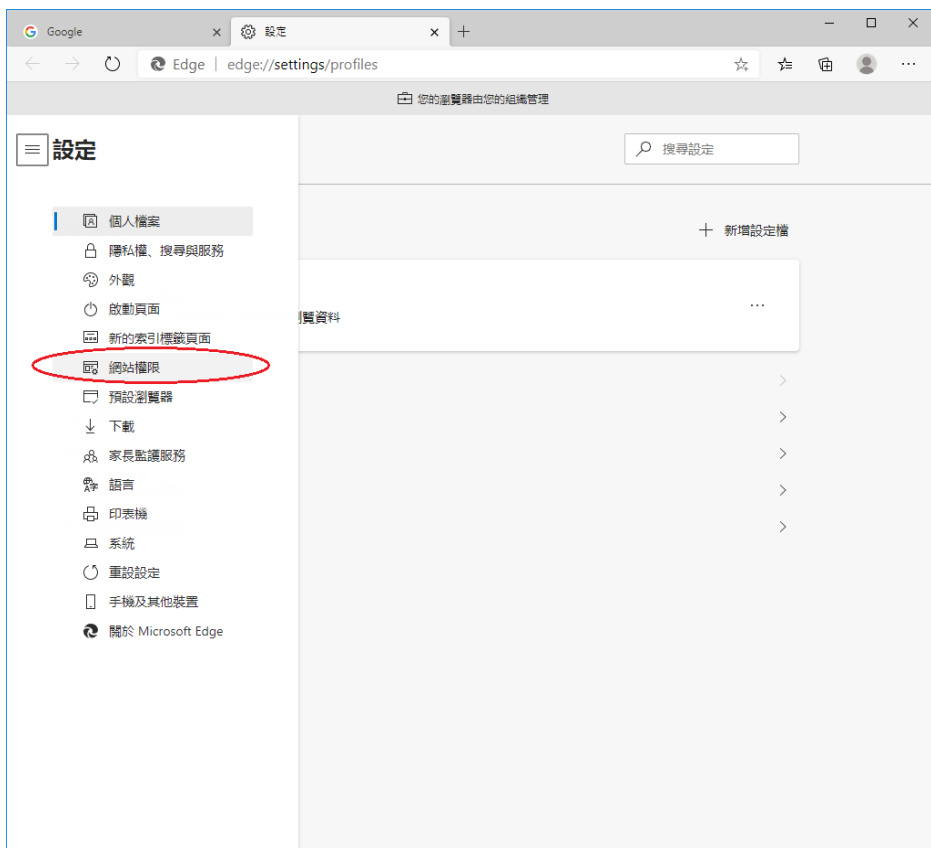 Google
設定
Edge | edge://settings/profiles
您的瀏覽器由您的組織管理
設定
搜尋設定
個人檔案
隱私權、搜尋與服務
外觀
啟動頁面
新的索引標籤頁面
網站權限
預設瀏覽器
下載
家長監護服務
語言
印表機
系統
重設設定
手機及其他裝置
關於 Microsoft Edge
新增設定檔
覽資料